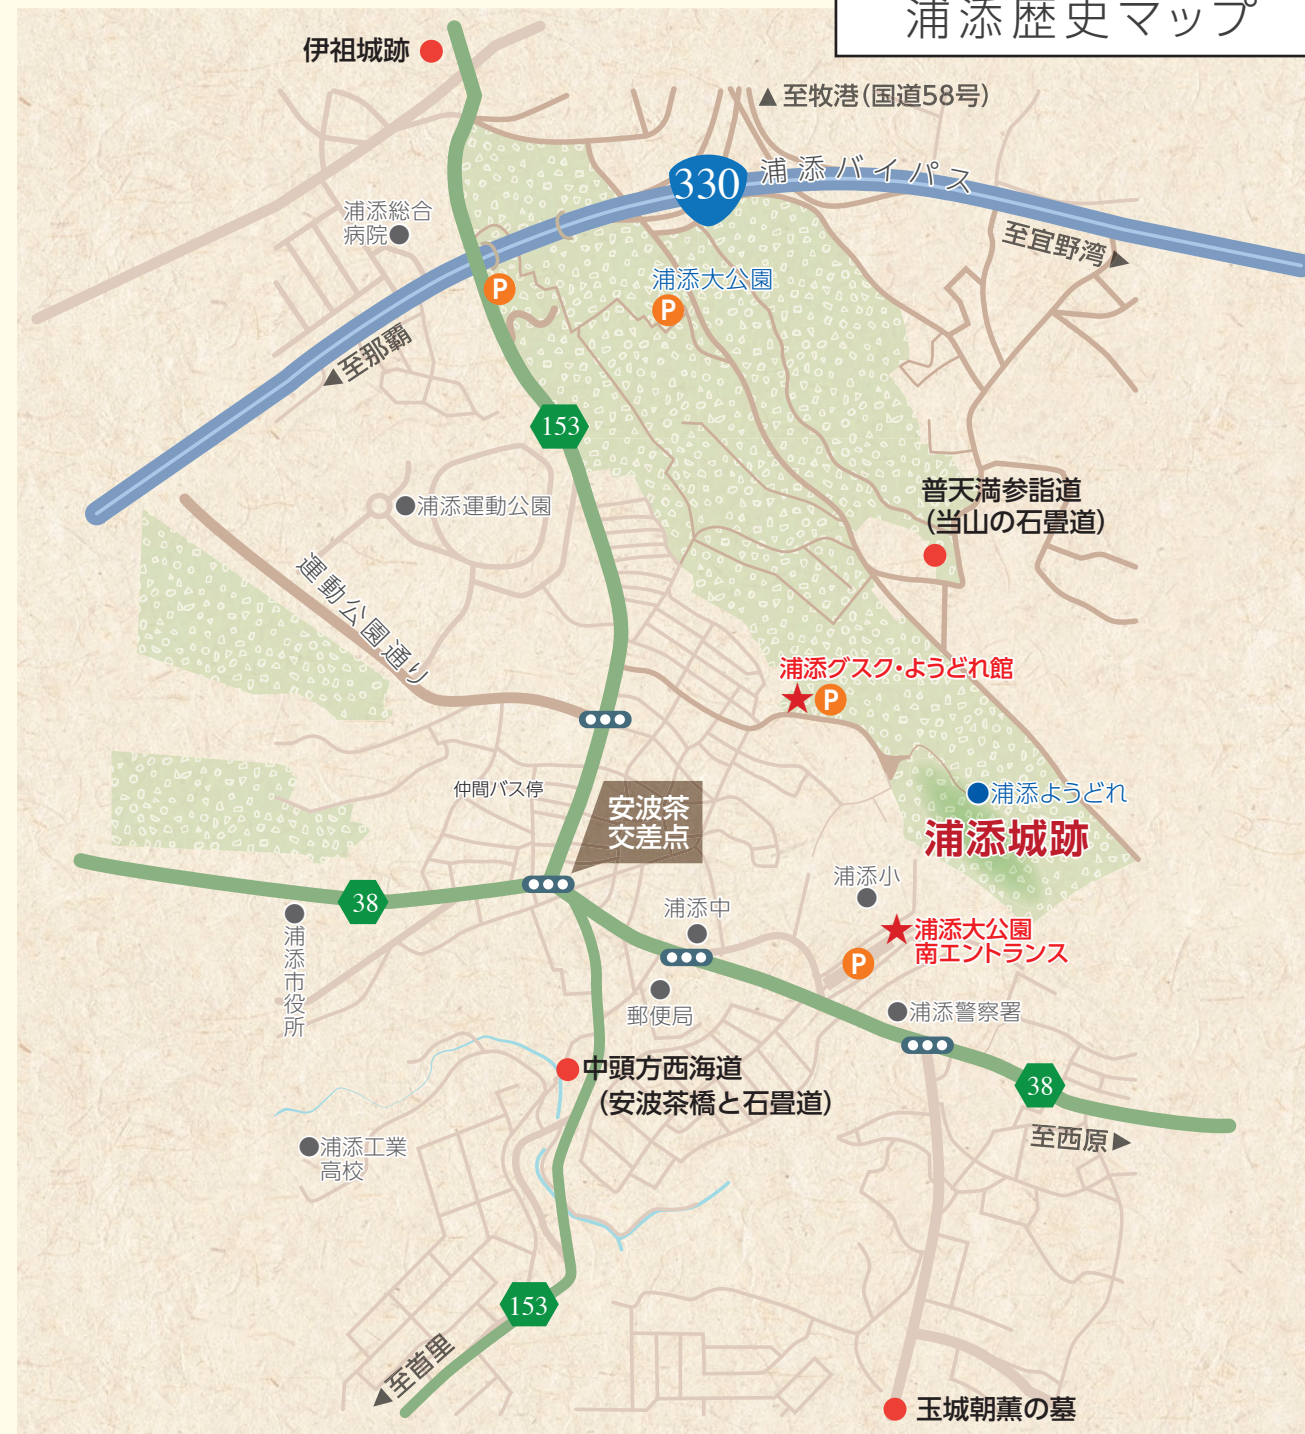 浦添歴史マップ
伊祖城跡
▲至牧港(国道58号)
330
浦添バイパス
浦添総合
病院
至宜野湾▶
浦添大公園
P
P
◀至那覇
153
普天満参詣道
(当山の石畳道)
浦添運動公園
運動公園通り
浦添グスク・ようどれ館
P
仲間バス停
安波茶
交差点
浦添ようどれ
浦添城跡
浦添小
38
浦添中
浦添大公園
南エントランス
P
浦添市役所
郵便局
浦添警察署
中頭方西海道
(安波茶橋と石畳道)
38
至西原▶
浦添工業
高校
153
◀至首里
玉城朝薫の墓